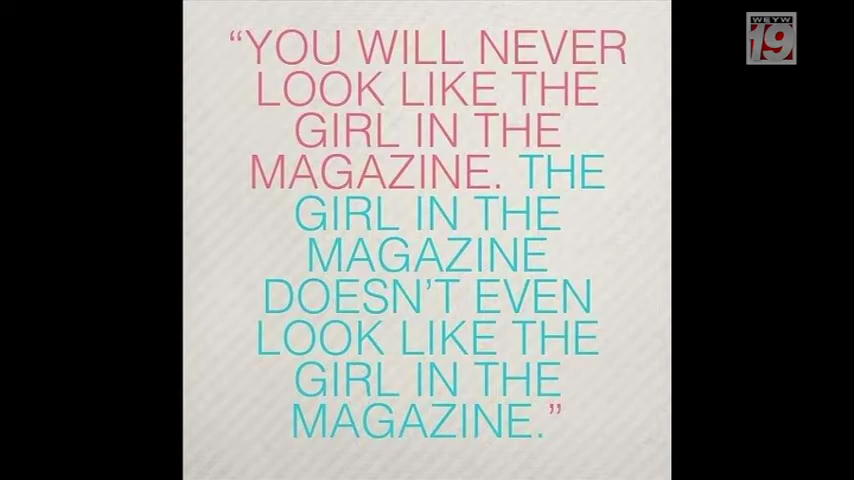 WEYW
19
“YOU WILL NEVER
LOOK LIKE THE
GIRL IN THE
MAGAZINE. THE
GIRL IN THE
MAGAZINE
DOESN’T EVEN
LOOK LIKE THE
GIRL IN THE
MAGAZINE.”